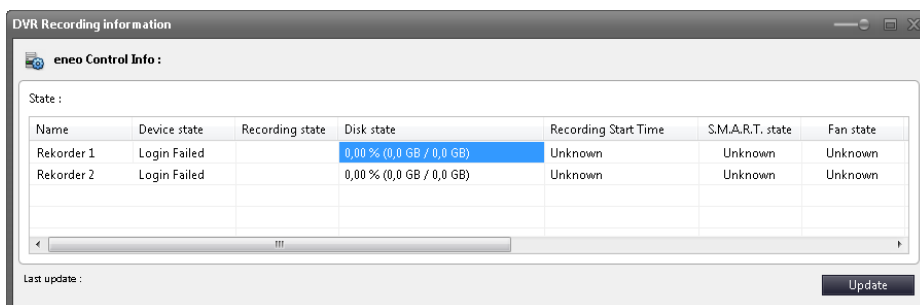 DVR Recording information
eneo Control Info :
State :
Name Device state Recording state Disk state Recording Start Time S.M.A.R.T. state Fan state
Rekorder 1 Login Failed 0,00 % (0,0 GB / 0,0 GB) Unknown Unknown Unknown
Rekorder 2 Login Failed 0,00 % (0,0 GB / 0,0 GB) Unknown Unknown Unknown
Last update :
Update